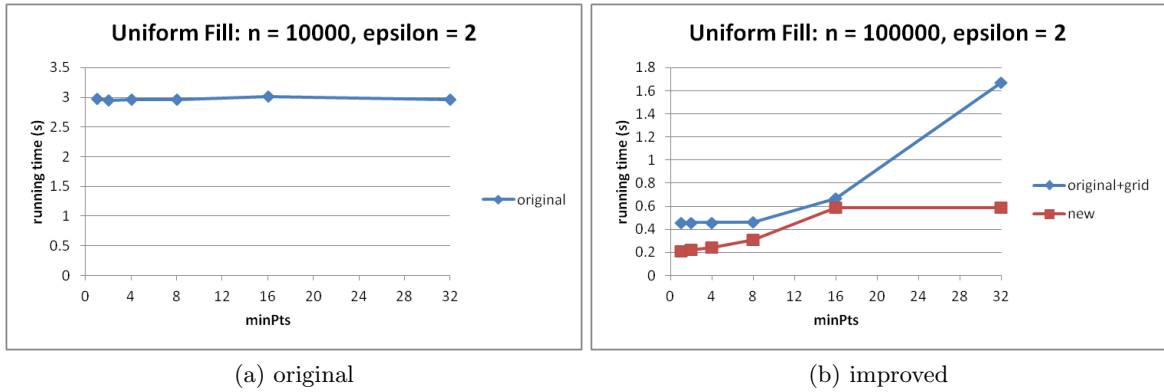 Uniform Fill: n = 10000, epsilon = 2
3.5
3
2.5
2
1.5
1
0.5
0
running time (s)
0 4 8 12 16 20 24 28 32
minPts
original
(a) original
Uniform Fill: n = 100000, epsilon = 2
1.8
1.6
1.4
1.2
1
0.8
0.6
0.4
0.2
0
running time (s)
0 4 8 12 16 20 24 28 32
minPts
original+grid
new
(b) improved